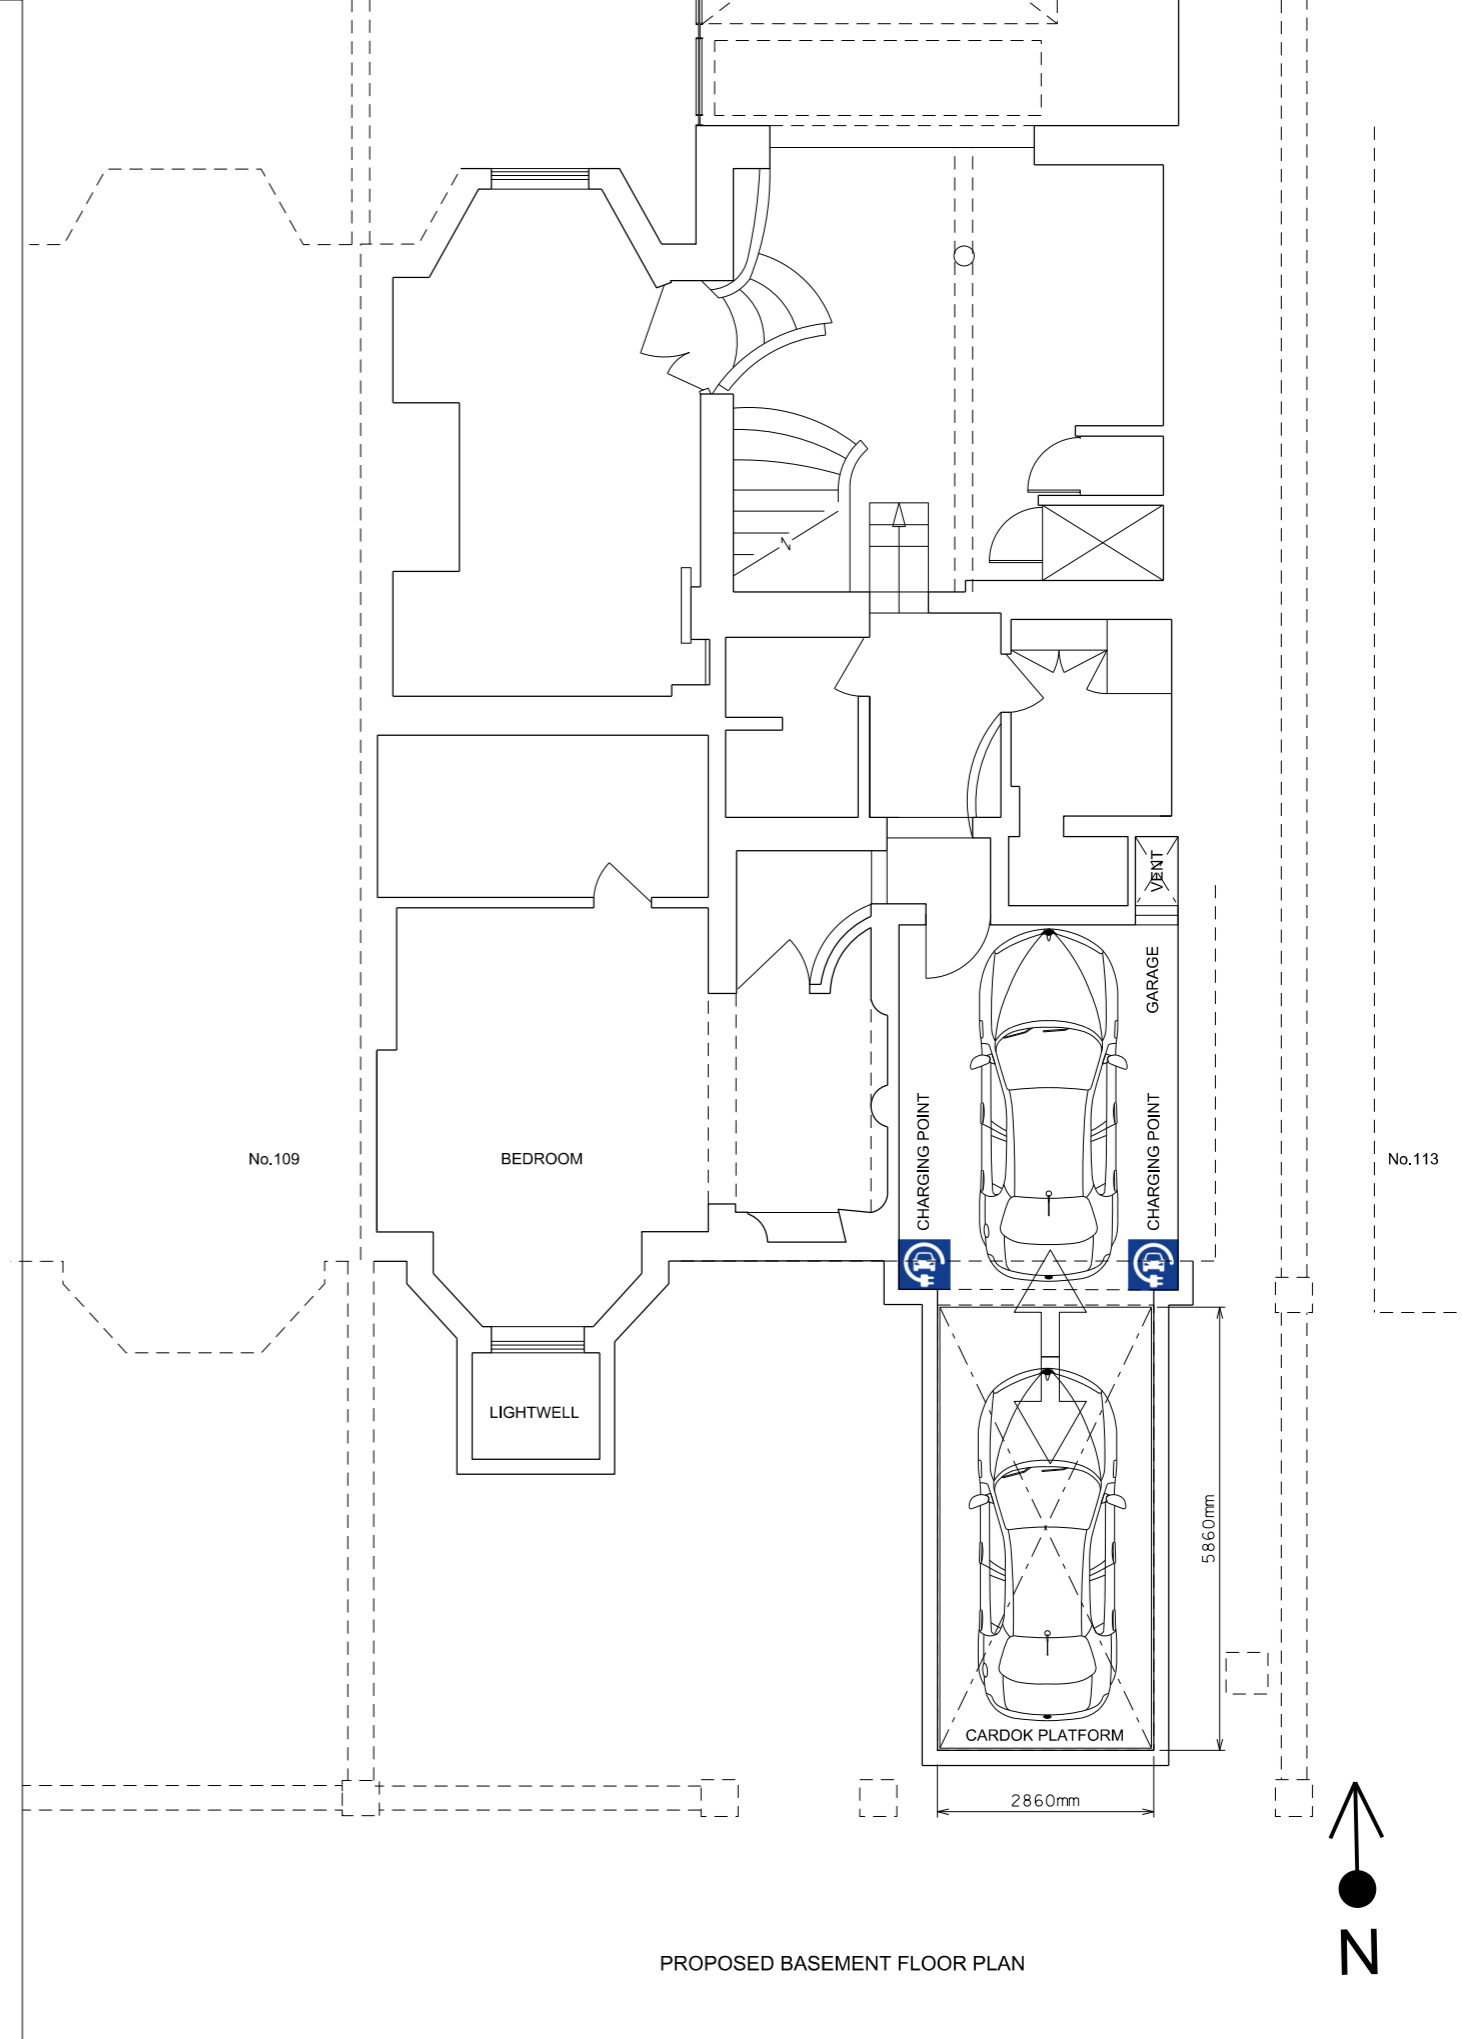 VENT
GARAGE
CHARGING POINT
CHARGING POINT
No.109
BEDROOM
No.113
LIGHTWELL
5860mm
CARDOK PLATFORM
2860mm
N
PROPOSED BASEMENT FLOOR PLAN